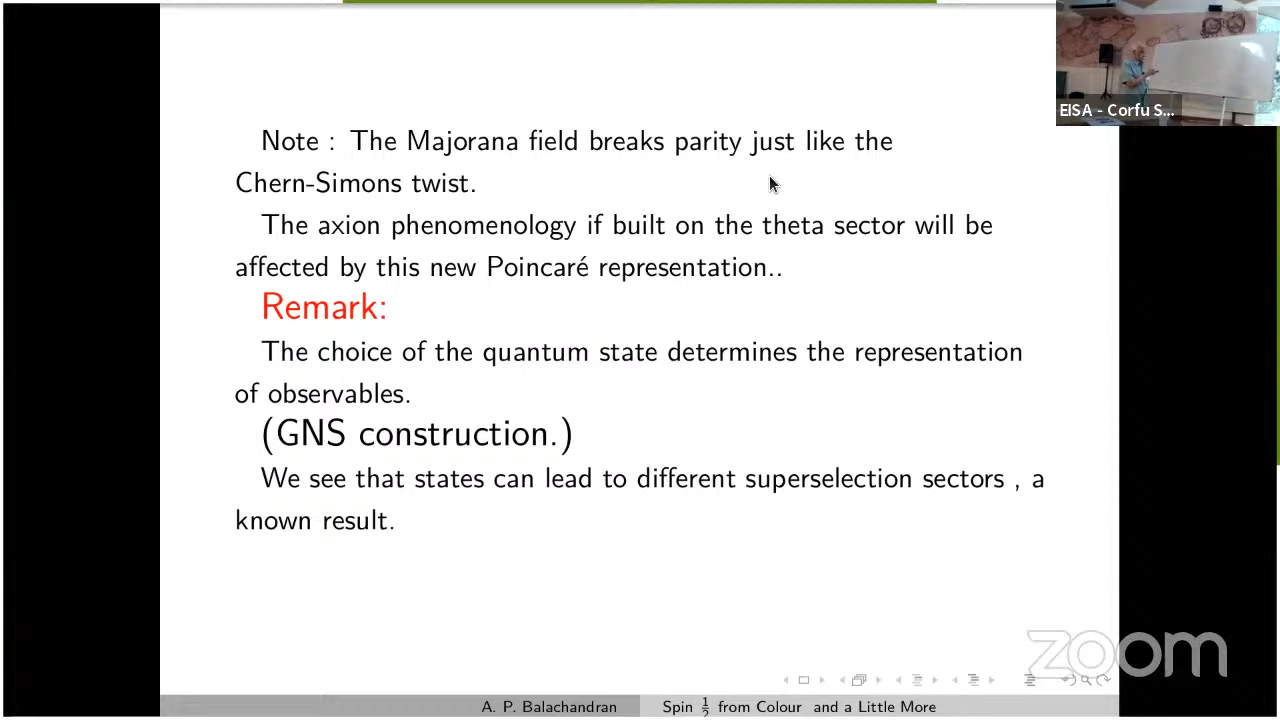 EISA - Corfu S...
Note : The Majorana field breaks parity just like the
Chern-Simons twist.
The axion phenomenology if built on the theta sector will be
affected by this new Poincaré representation..
Remark:
The choice of the quantum state determines the representation
of observables.
(GNS construction.)
We see that states can lead to different superselection sectors , a
known result.
zoom
A. P. Balachandran Spin 1/2 from Colour and a Little More